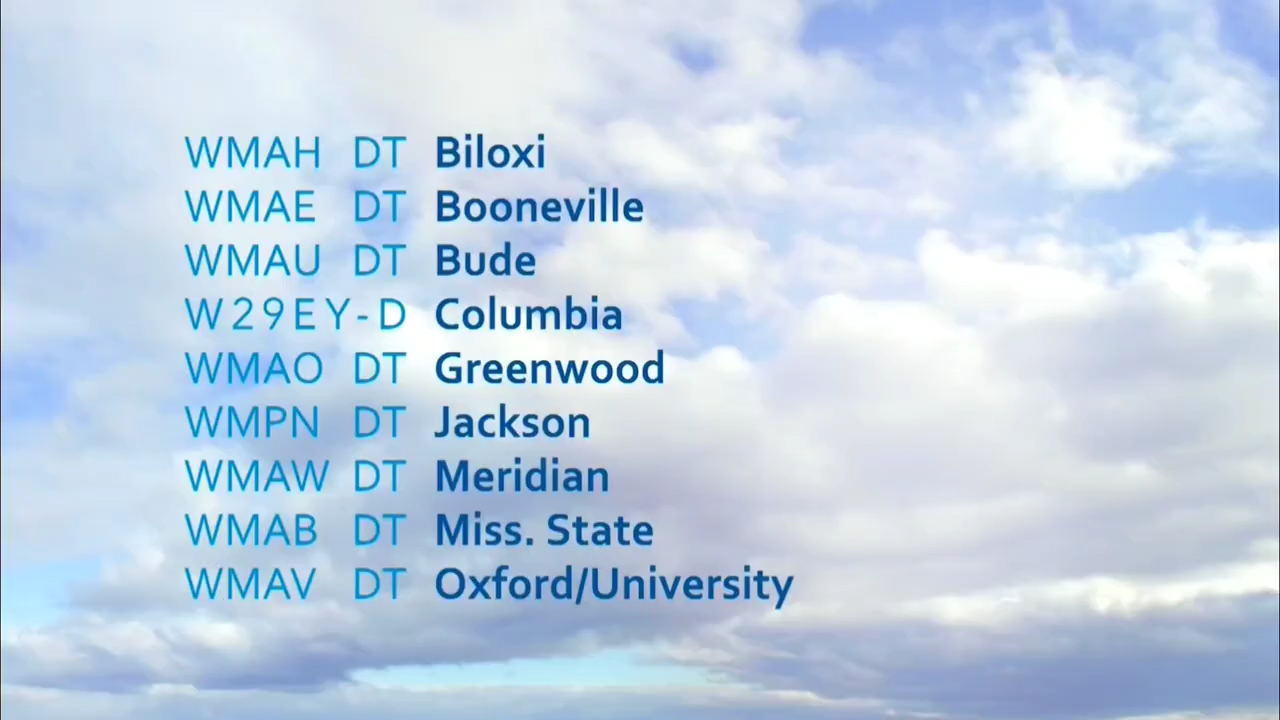 WMAH DT Biloxi
WMAE DT Booneville
WMAU DT Bude
W29EY-D Columbia
WMAO DT Greenwood
WMPN DT Jackson
WMAW DT Meridian
WMAB DT Miss. State
WMAV DT Oxford/University